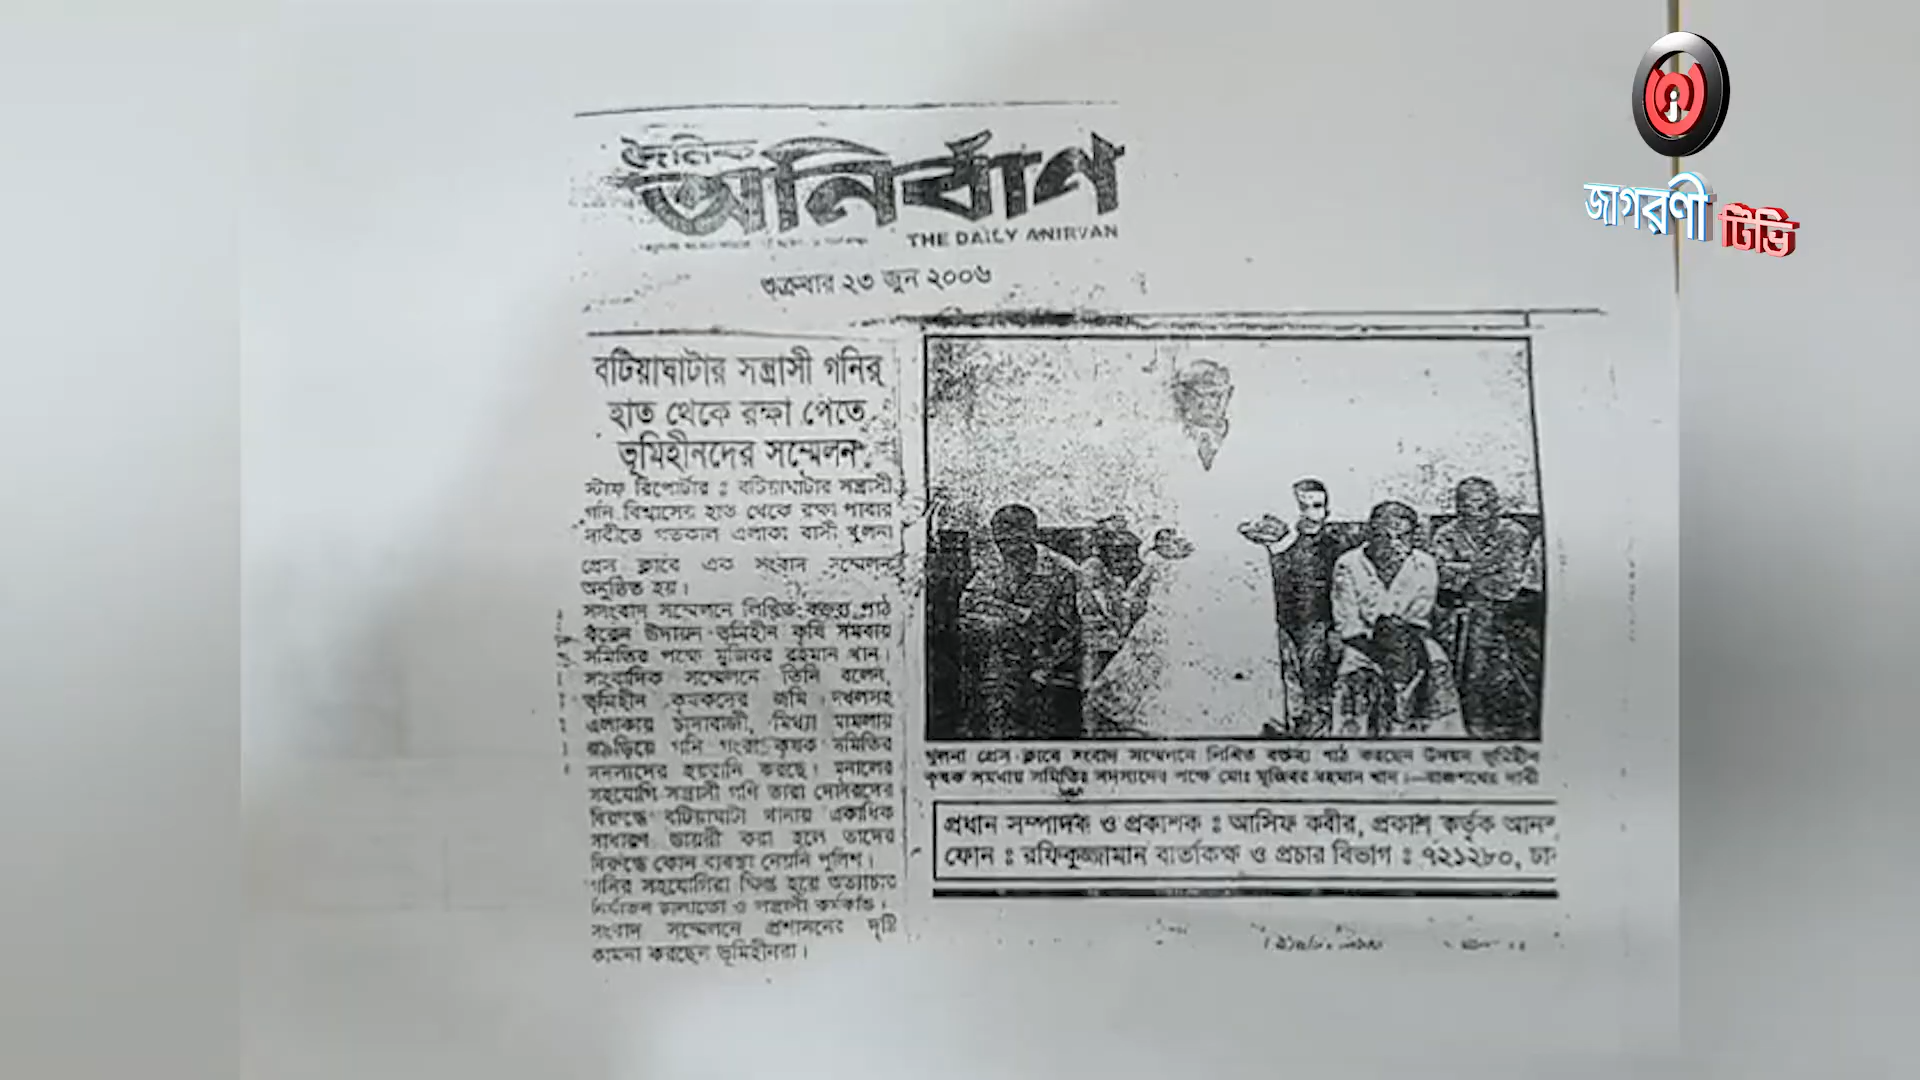 দৈনিক
অনির্বাণ
THE DAILY ANIRVAN
শুক্রবার ২৩ জুন ২০০৬
বটিয়াঘাটার সন্ত্রাসী গনির
হাত থেকে রক্ষা পেতে
ভূমিহীনদের সম্মেলন
স্টাফ রিপোর্টার ঃ বটিয়াঘাটার সন্ত্রাসী
গনি বিশ্বাসের হাত থেকে রক্ষা পাবার
দাবীতে গতকাল এলাকা বাসী খুলনা
প্রেস ক্লাবে এক সংবাদ সম্মেলন
অনুষ্ঠিত হয়।
সংবাদ সম্মেলনে লিখিত বক্তব্য পাঠ
করেন উদায়ন ভূমিহীন কৃষি সমবায়
সমিতির পক্ষে মুজিবর রহমান খান।
সাংবাদিক সম্মেলনে তিনি বলেন,
ভূমিহীন কৃষকদের জমি দখলসহ
এলাকায় চাঁদাবাজী, মিথ্যা মামলায়
গনি গংরা কৃষক সমিতির
সদস্যদের হয়রানি করছে।
সহযোগি সন্ত্রাসী গনি তারা দোসরদের
বিরুদ্ধে বটিয়াঘাটা থানায় একাধিক
সাধারণ ডায়রী করা হলে তাদের
বিরুদ্ধে কোন ব্যবস্থা নেয়নি পুলিশ।
গনির সহযোগিরা ক্ষিপ্ত হয়ে অত্যাচার
ও সন্ত্রাসী
সংবাদ সম্মেলনে প্রশাসনের দৃষ্টি
কামনা করছেন ভূমিহীনরা।
খুলনা প্রেস ক্লাবে সংবাদ সম্মেলনে লিখিত বক্তব্য পাঠ করছেন উদয়ন ভূমিহীন
কৃষক সমবায় সমিতির সদস্যদের পক্ষে মোঃ মুজিবর রহমান খান।
প্রধান সম্পাদক ও প্রকাশক ঃ আসিফ কবীর, প্রকাশ কর্তৃক
ফোন ঃ রফিকুজ্জামান বার্তাকক্ষ ও প্রচার বিভাগ ঃ ৭২১২৮০,
জাগরণী টিভি